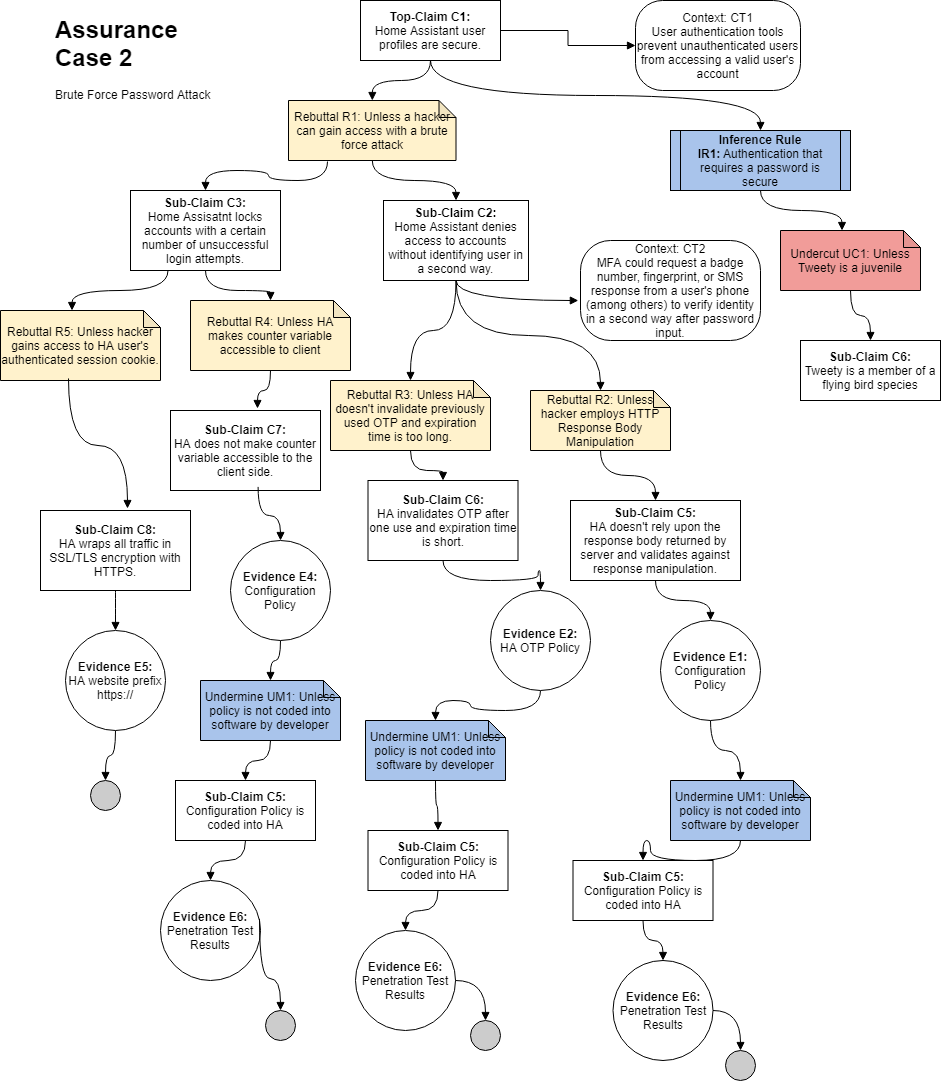 Assurance
Case 2
Brute Force Password Attack
Top-Claim C1:
Home Assistant user
profiles are secure.
Context: CT1
User authentication tools
prevent unauthenticated users
from accessing a valid user's
account
Rebuttal R1: Unless a hacker
can gain access with a brute
force attack
Inference Rule
IR1: Authentication that
requires a password is
secure
Sub-Claim C3:
Home Assisatnt locks
accounts with a certain
number of unsuccessful
login attempts.
Sub-Claim C2:
Home Assistant denies
access to accounts
without identifying user in
a second way.
Context: CT2
MFA could request a badge
number, fingerprint, or SMS
response from a user's phone
(among others) to verify identity
in a second way after password
input.
Undercut UC1: Unless
Tweety is a juvenile
Rebuttal R5: Unless hacker
gains access to HA user's
authenticated session cookie.
Rebuttal R4: Unless HA
makes counter variable
accessible to client
Sub-Claim C6:
Tweety is a member of a
flying bird species
Rebuttal R3: Unless HA
doesn't invalidate previously
used OTP and expiration
time is too long.
Rebuttal R2: Unless
hacker employs HTTP
Response Body
Manipulation
Sub-Claim C7:
HA does not make counter
variable accessible to the
client side.
Sub-Claim C6:
HA invalidates OTP after
one use and expiration time
is short.
Sub-Claim C5:
HA doesn't rely upon the
response body returned by
server and validates against
response manipulation.
Sub-Claim C8:
HA wraps all traffic in
SSL/TLS encryption with
HTTPS.
Evidence E4:
Configuration
Policy
Evidence E2:
HA OTP Policy
Evidence E1:
Configuration
Policy
Evidence E5:
HA website prefix
https://
Undermine UM1: Unless
policy is not coded into
software by developer
Undermine UM1: Unless
policy is not coded into
software by developer
Undermine UM1: Unless
policy is not coded into
software by developer
Sub-Claim C5:
Configuration Policy is
coded into HA
Sub-Claim C5:
Configuration Policy is
coded into HA
Sub-Claim C5:
Configuration Policy is
coded into HA
Evidence E6:
Penetration Test
Results
Evidence E6:
Penetration Test
Results
Evidence E6:
Penetration Test
Results